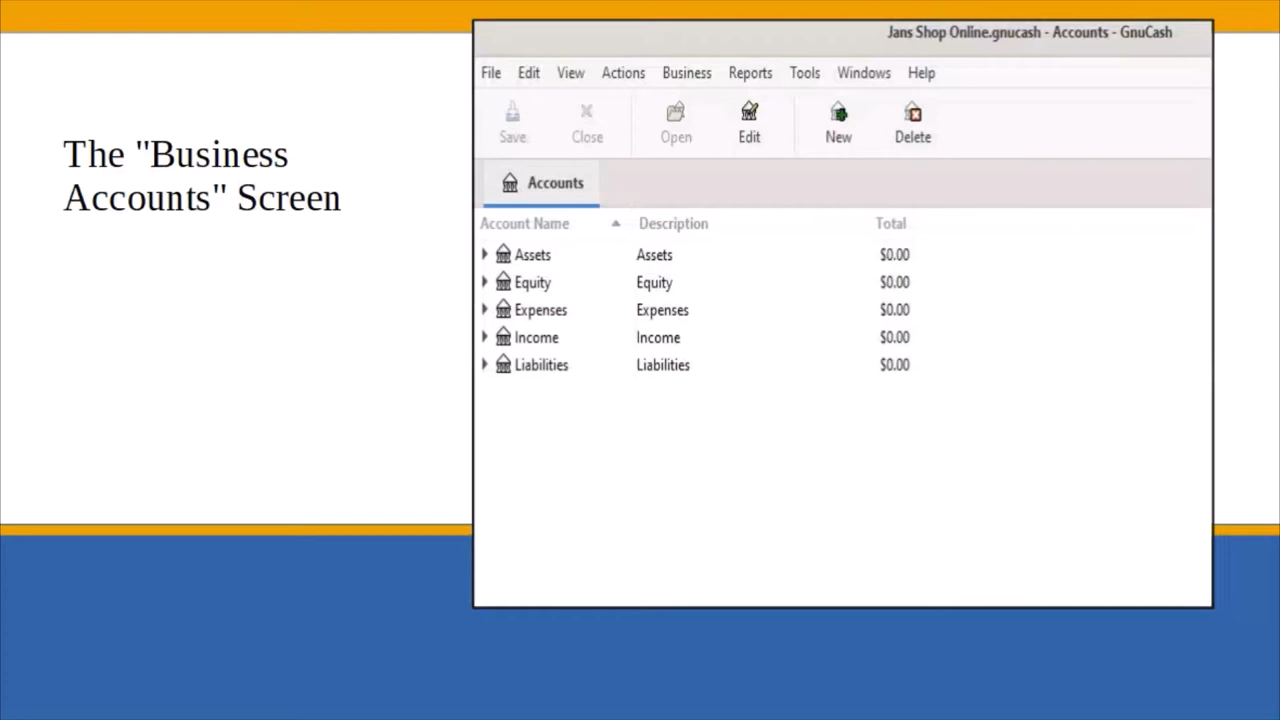 The "Business
Accounts" Screen
Jans Shop Online.gnucash - Accounts - GnuCash
File Edit View Actions Business Reports Tools Windows Help
Save Close Open Edit New Delete
Accounts
Account Name Description Total
Assets Assets $0.00
Equity Equity $0.00
Expenses Expenses $0.00
Income Income $0.00
Liabilities Liabilities $0.00